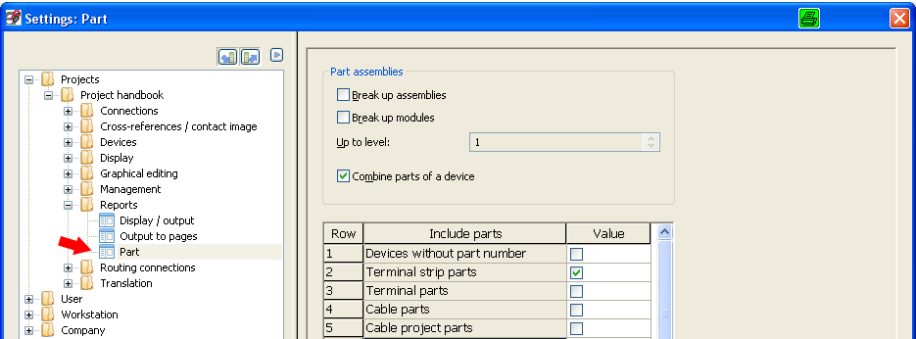 Settings: Part
Projects
Project handbook
Connections
Cross-references / contact image
Devices
Display
Graphical editing
Management
Reports
Display / output
Output to pages
Part
Routing connections
Translation
User
Workstation
Company
Part assemblies
Break up assemblies
Break up modules
Up to level: 1
Combine parts of a device
Row Include parts Value
1 Devices without part number
2 Terminal strip parts
3 Terminal parts
4 Cable parts
5 Cable project parts